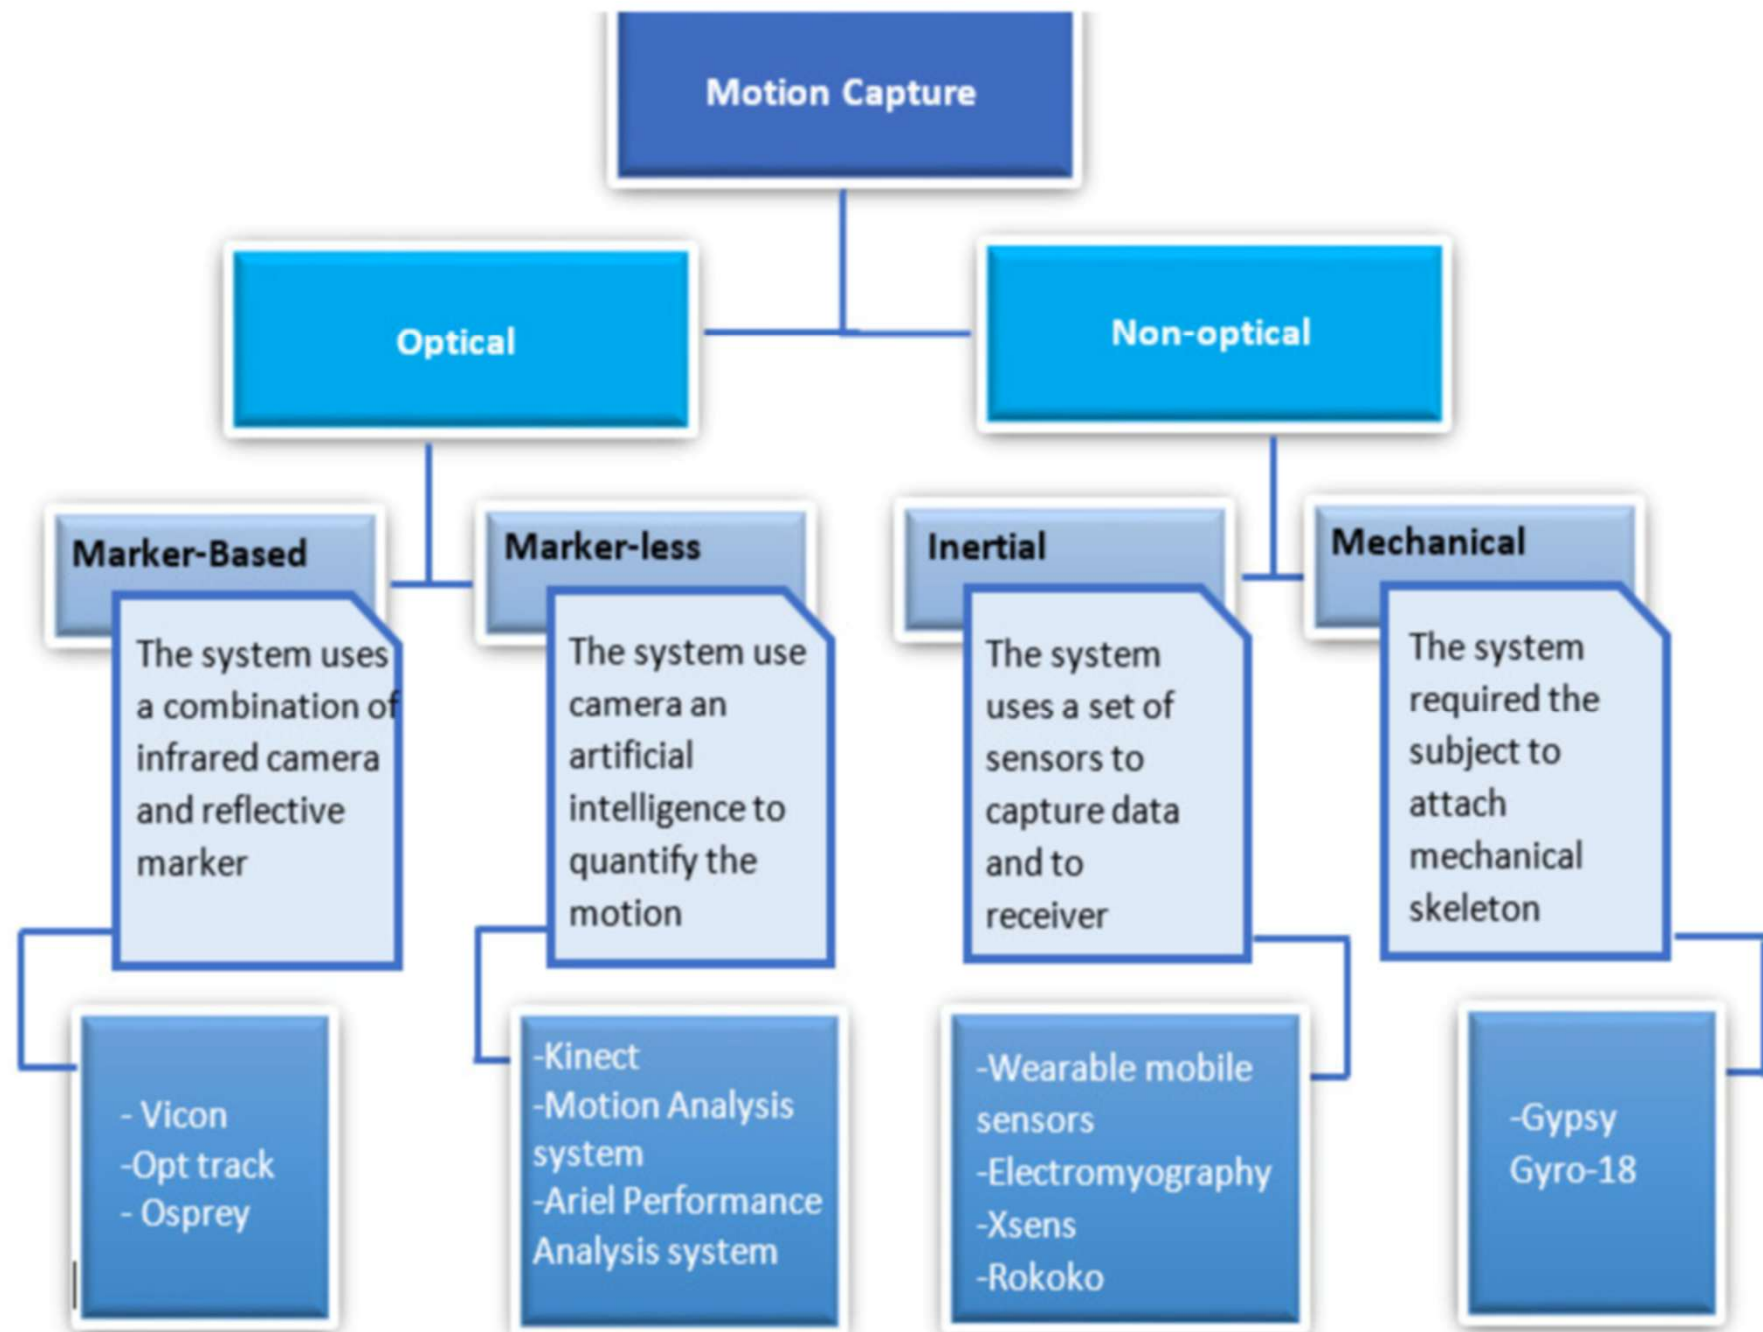 Motion Capture
Optical
Non-optical
Marker-Based
The system uses
a combination of
infrared camera
and reflective
marker
- Vicon
-Opt track
- Osprey
Marker-less
The system use
camera an
artificial
intelligence to
quantify the
motion
-Kinect
-Motion Analysis
system
-Ariel Performance
Analysis system
Inertial
The system
uses a set of
sensors to
capture data
and to
receiver
-Wearable mobile
sensors
-Electromyography
-Xsens
-Rokoko
Mechanical
The system
required the
subject to
attach
mechanical
skeleton
-Gypsy
Gyro-18